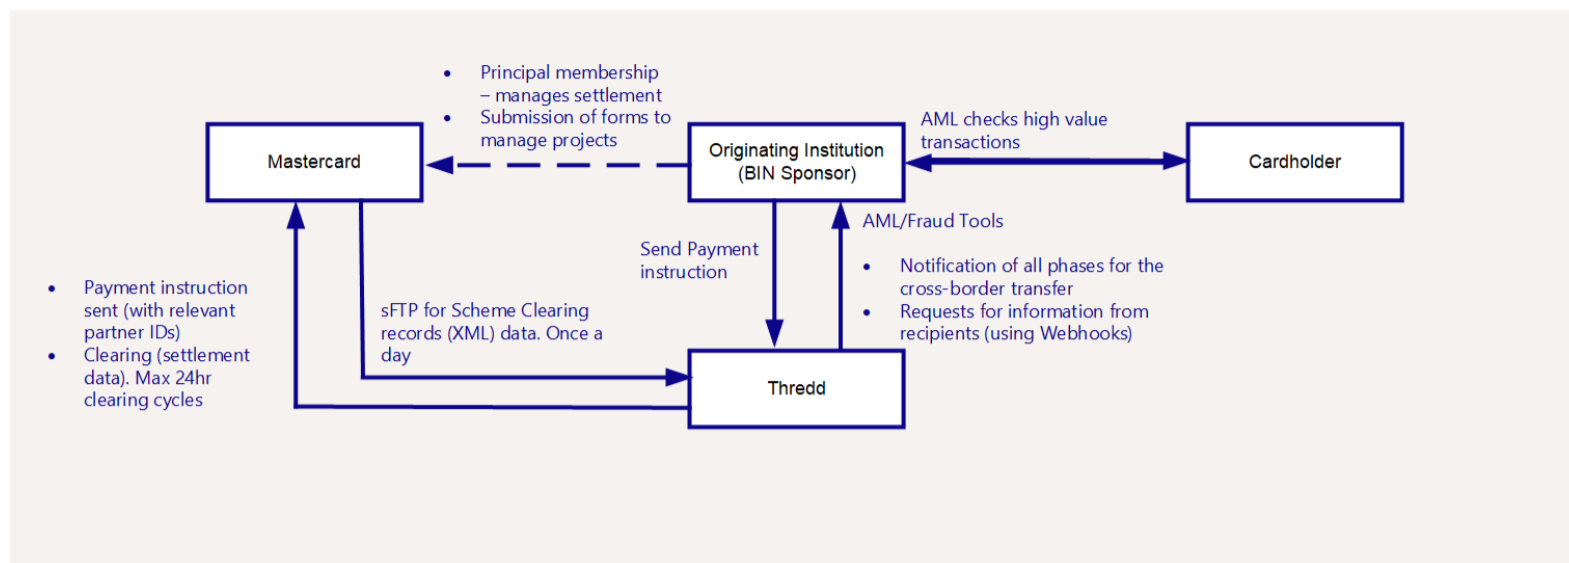 • Principal membership
– manages settlement
• Submission of forms to
manage projects
Mastercard
Originating Institution
(BIN Sponsor)
AML checks high value
transactions
Cardholder
Send Payment
instruction
AML/Fraud Tools
• Notification of all phases for the
cross-border transfer
• Requests for information from
recipients (using Webhooks)
• Payment instruction
sent (with relevant
partner IDs)
• Clearing (settlement
data). Max 24hr
clearing cycles
sFTP for Scheme Clearing
records (XML) data. Once a
day
Thredd